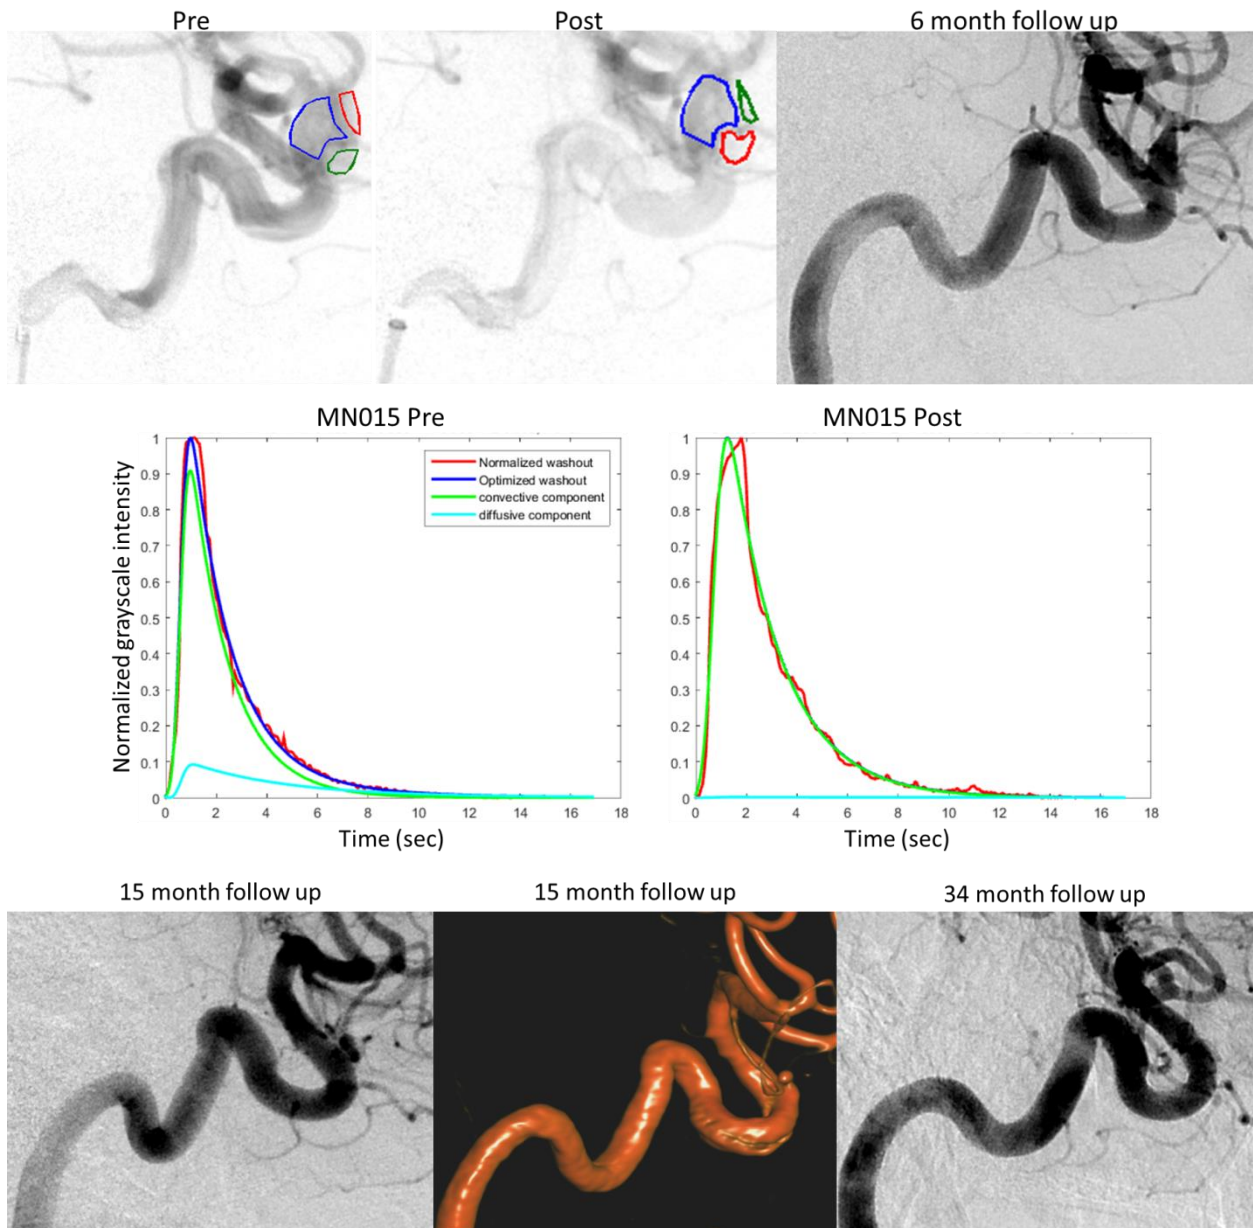 Pre
Post
6 month follow up
MN015 Pre
MN015 Post
Normalized grayscale intensity
1
0.9
0.8
0.7
0.6
0.5
0.4
0.3
0.2
0.1
0
0 2 4 6 8 10 12 14 16 18
Time (sec)
Normalized washout
Optimized washout
convective component
diffusive component
1
0.9
0.8
0.7
0.6
0.5
0.4
0.3
0.2
0.1
0
0 2 4 6 8 10 12 14 16 18
Time (sec)
15 month follow up
15 month follow up
34 month follow up